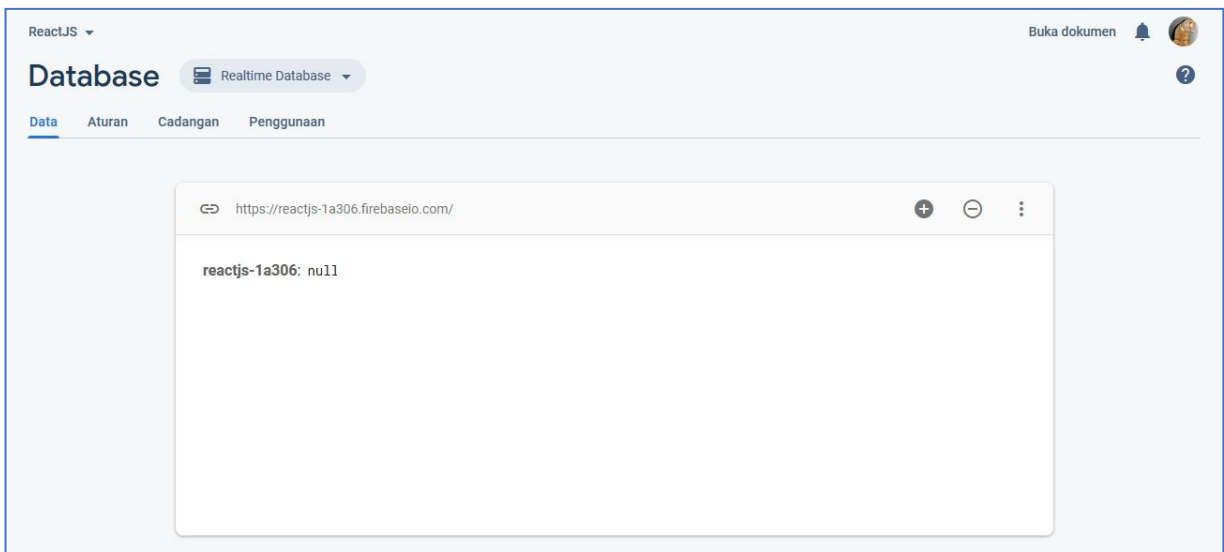 ReactJS
Buka dokumen
Database
Realtime Database
Data Aturan Cadangan Penggunaan
https://reactjs-1a306.firebaseio.com/
reactjs-1a306: null